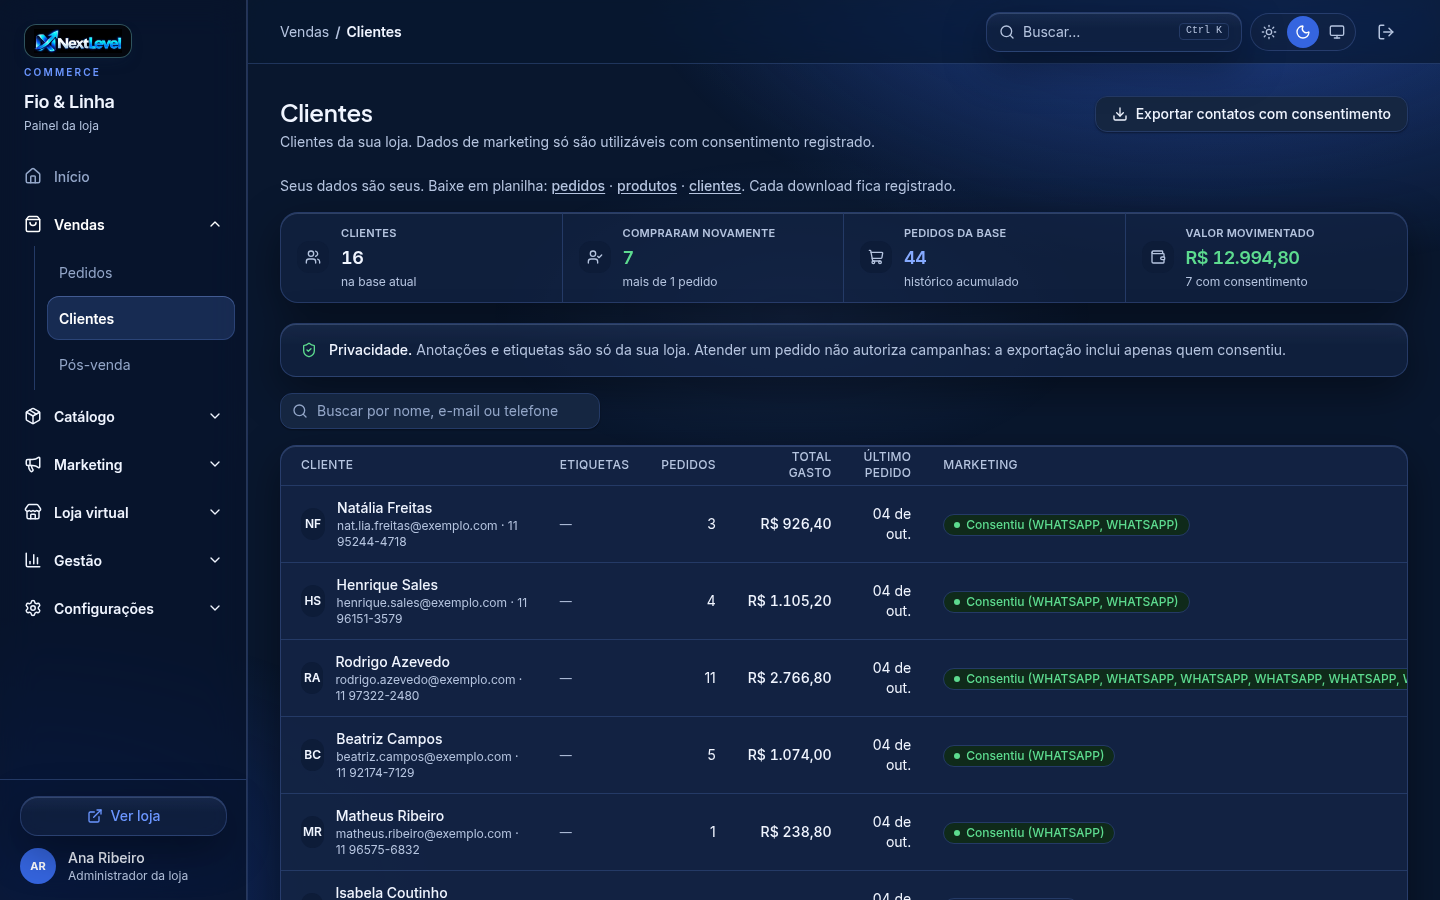 NextLevel
COMMERCE
Fio & Linha
Painel da loja
Início
Vendas
Pedidos
Clientes
Pós-venda
Catálogo
Marketing
Loja virtual
Gestão
Configurações
Ver loja
AR
Ana Ribeiro
Administrador da loja
Vendas / Clientes
Buscar...
Ctrl K
Clientes
Clientes da sua loja. Dados de marketing só são utilizáveis com consentimento registrado.
Exportar contatos com consentimento
Seus dados são seus. Baixe em planilha: pedidos · produtos · clientes. Cada download fica registrado.
CLIENTES
16
na base atual
COMPRARAM NOVAMENTE
7
mais de 1 pedido
PEDIDOS DA BASE
44
histórico acumulado
VALOR MOVIMENTADO
R$ 12.994,80
7 com consentimento
Privacidade. Anotações e etiquetas são só da sua loja. Atender um pedido não autoriza campanhas: a exportação inclui apenas quem consentiu.
Buscar por nome, e-mail ou telefone
CLIENTE
ETIQUETAS
PEDIDOS
TOTAL
GASTO
ÚLTIMO
PEDIDO
MARKETING
NF
Natália Freitas
nat.lia.freitas@exemplo.com · 11
95244-4718
—
3
R$ 926,40
04 de
out.
Consentiu (WHATSAPP, WHATSAPP)
HS
Henrique Sales
henrique.sales@exemplo.com · 11
96151-3579
—
4
R$ 1.105,20
04 de
out.
Consentiu (WHATSAPP, WHATSAPP)
RA
Rodrigo Azevedo
rodrigo.azevedo@exemplo.com ·
11 97322-2480
—
11
R$ 2.766,80
04 de
out.
Consentiu (WHATSAPP, WHATSAPP, WHATSAPP, WHATSAPP, WHATSAPP,
BC
Beatriz Campos
beatriz.campos@exemplo.com ·
11 92174-7129
—
5
R$ 1.074,00
04 de
out.
Consentiu (WHATSAPP)
MR
Matheus Ribeiro
matheus.ribeiro@exemplo.com ·
11 96575-6832
—
1
R$ 238,80
04 de
out.
Consentiu (WHATSAPP)
Isabela Coutinho
04 de